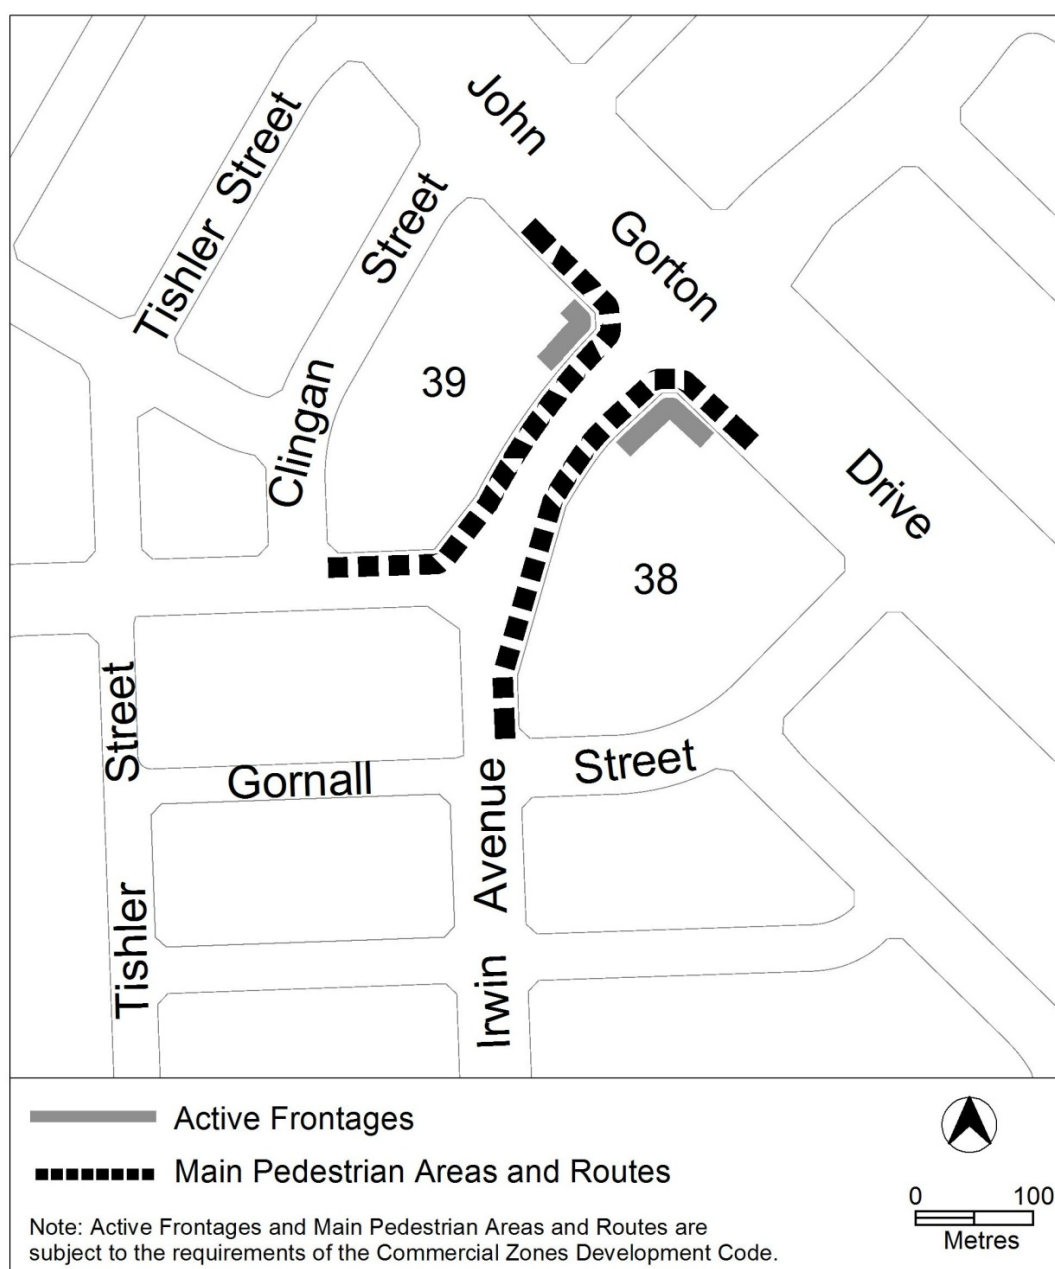 John
Gorton
Drive
Tishler Street
Clingan Street
39
38
Tishler Street
Gornall Street
Irwin Avenue
Active Frontages
Main Pedestrian Areas and Routes
0 100
Metres
Note: Active Frontages and Main Pedestrian Areas and Routes are
subject to the requirements of the Commercial Zones Development Code.